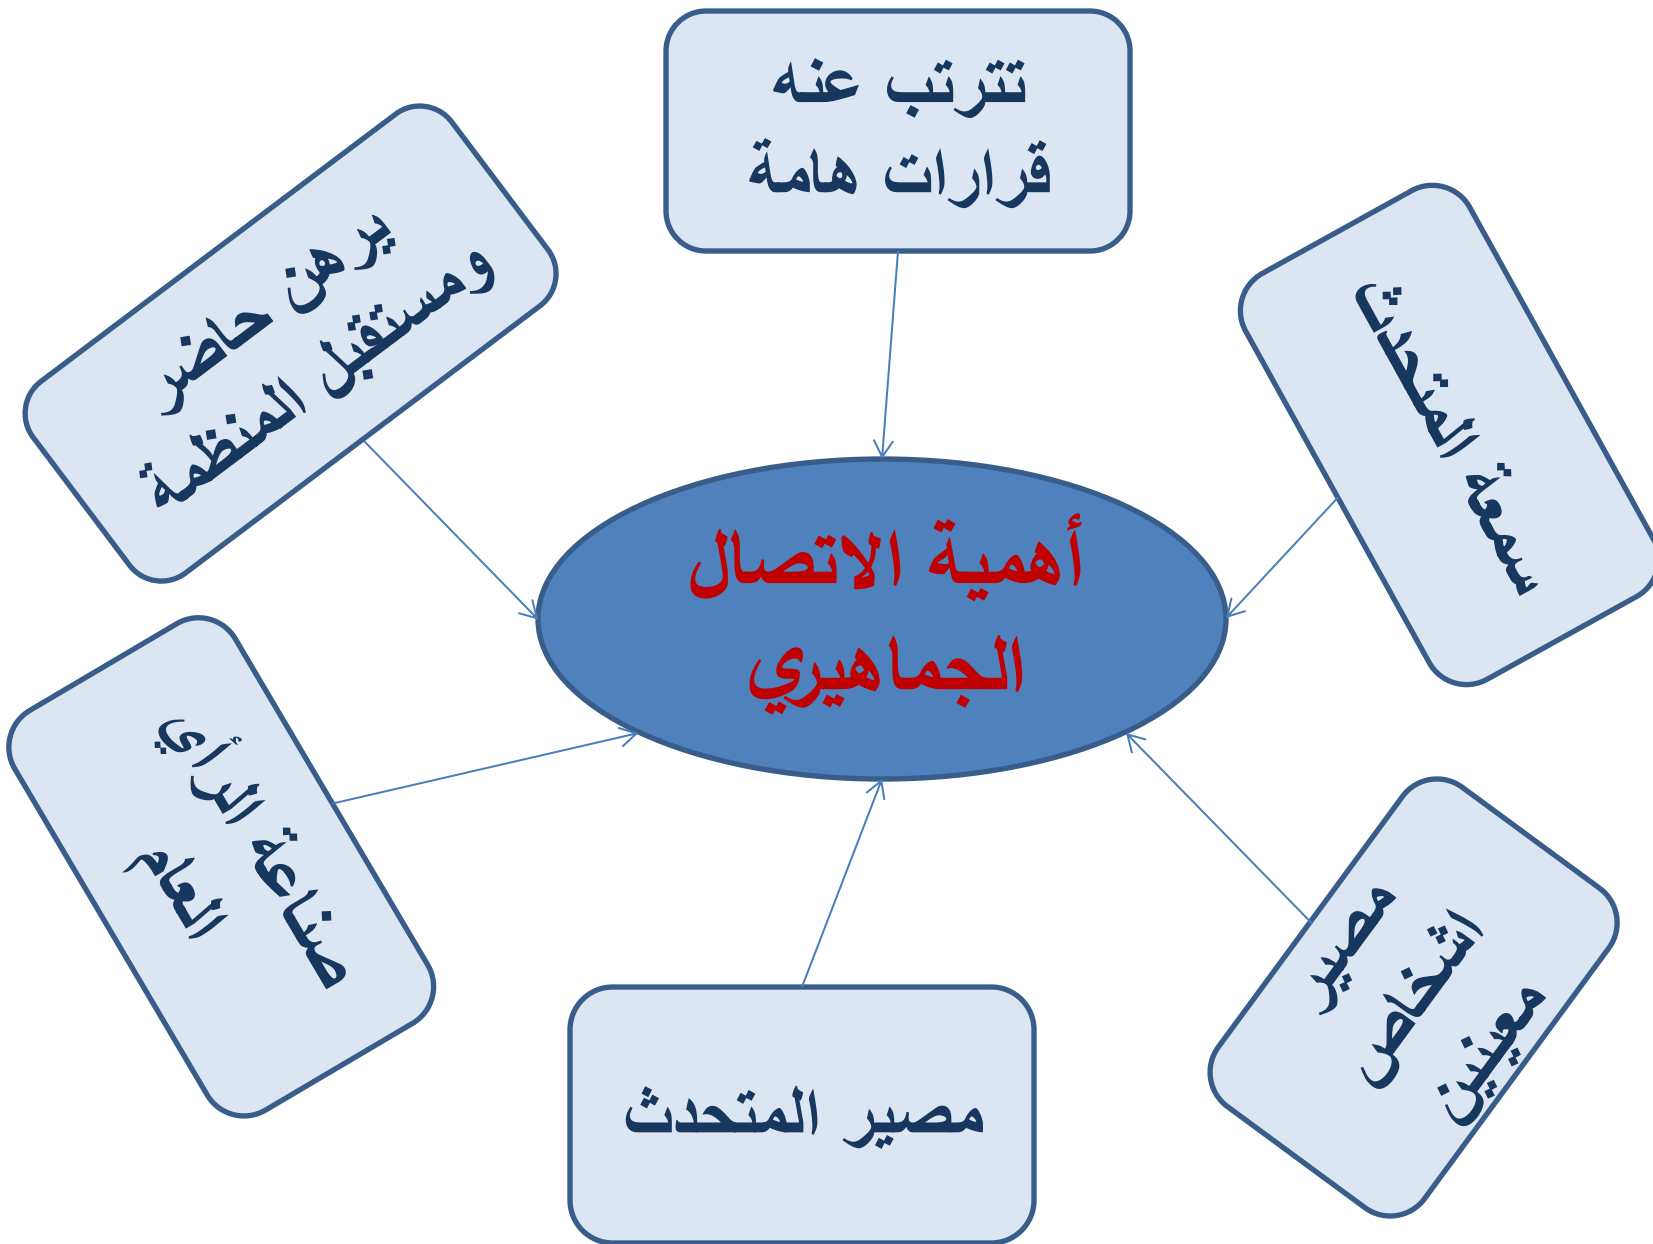 تترتب عنه
قرارات هامة
يرهن حاضر
ومستقبل المنظمة
سمعة المتحدث
أهمية الاتصال
الجماهيري
صناعة الرأي
العام
مصير
اشخاص
معينين
مصير المتحدث